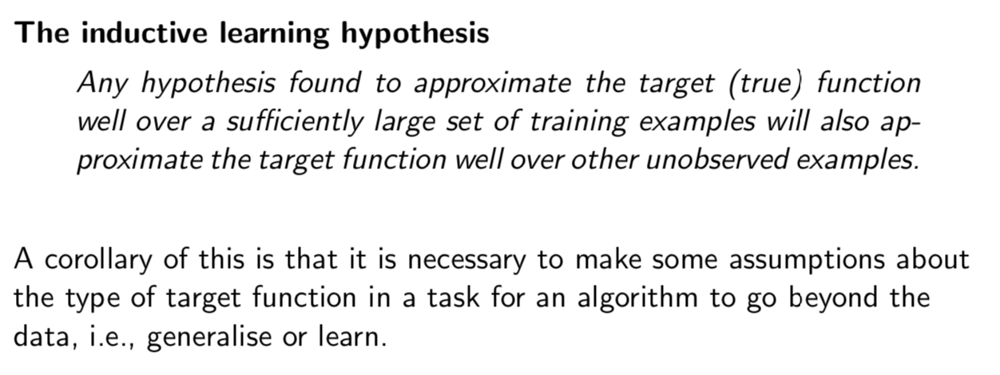 The inductive learning hypothesis
Any hypothesis found to approximate the target (true) function
well over a sufficiently large set of training examples will also ap-
proximate the target function well over other unobserved examples.
A corollary of this is that it is necessary to make some assumptions about
the type of target function in a task for an algorithm to go beyond the
data, i.e., generalise or learn.